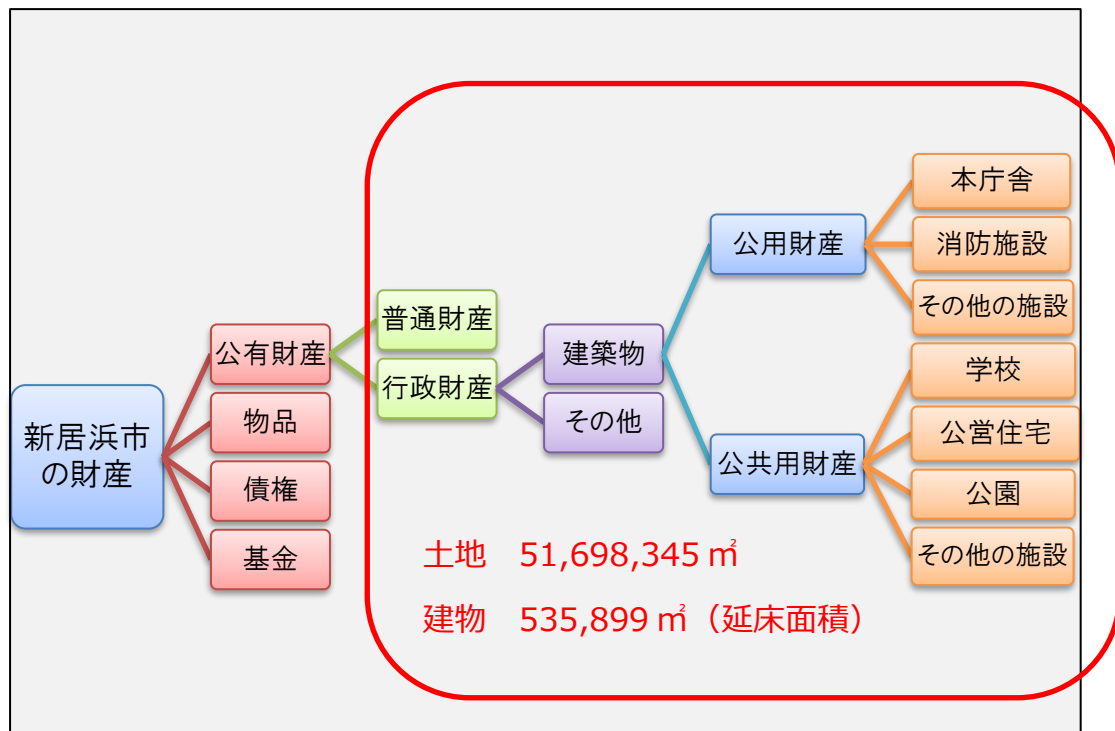 新居浜市
の財産
公有財産
物品
債権
基金
普通財産
行政財産
建築物
その他
公用財産
公共用財産
本庁舎
消防施設
その他の施設
学校
公営住宅
公園
その他の施設
土地　51,698,345 ㎡
建物　535,899 ㎡（延床面積）